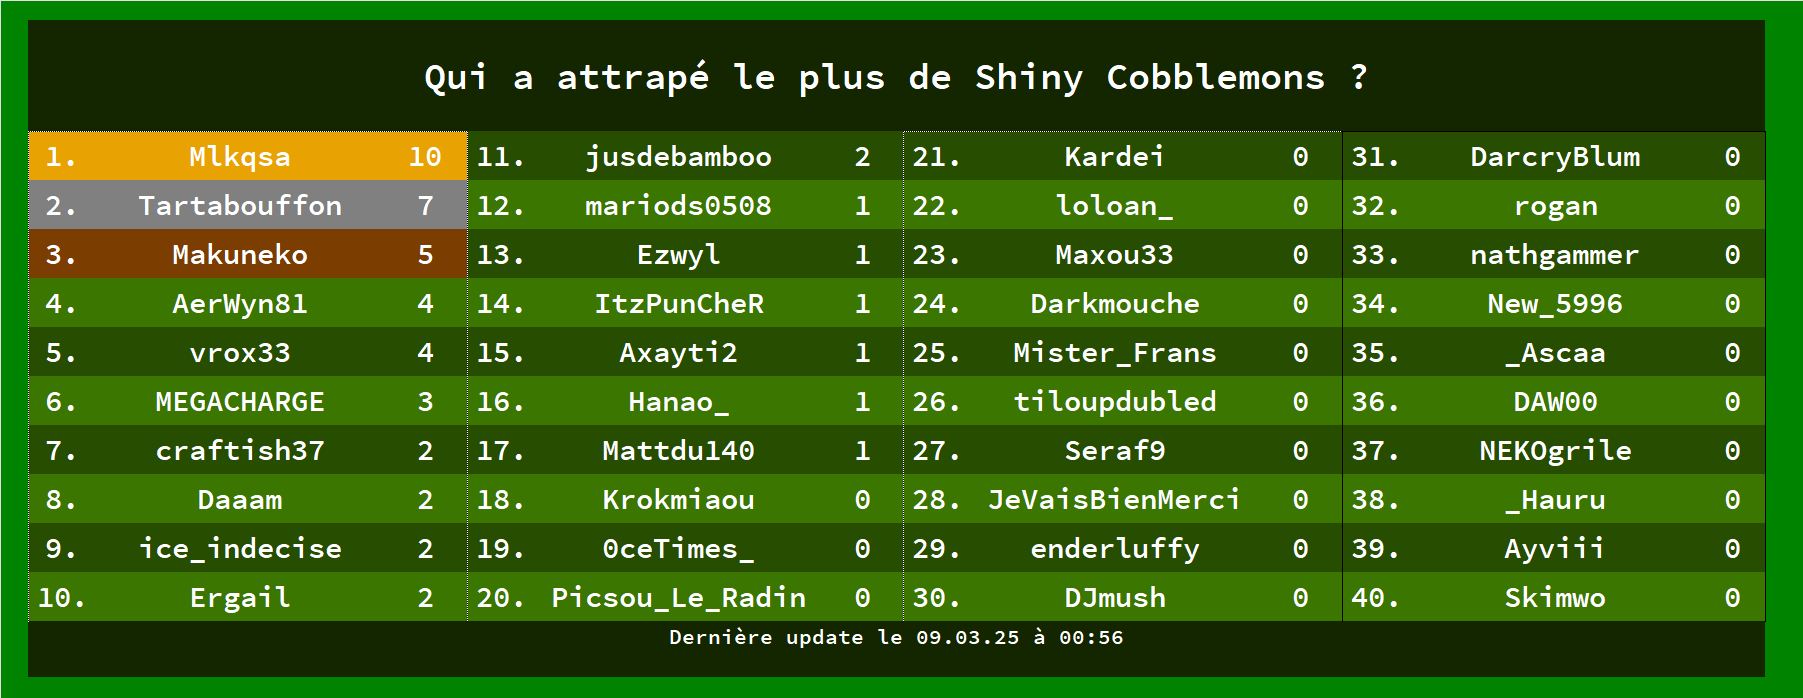 Qui a attrapé le plus de Shiny Cobblemons ?
1. Mlkqsa 10
2. Tartabouffon 7
3. Makuneko 5
4. AerWyn81 4
5. vrox33 4
6. MEGACHARGE 3
7. craftish37 2
8. Daaam 2
9. ice_indecise 2
10. Ergail 2
11. jusdebamboo 2
12. mariods0508 1
13. Ezwyl 1
14. ItzPunCheR 1
15. Axayti2 1
16. Hanao_ 1
17. Mattdu140 1
18. Krokmiaou 0
19. 0ceTimes_ 0
20. Picsou_Le_Radin 0
21. Kardei 0
22. loloan_ 0
23. Maxou33 0
24. Darkmouche 0
25. Mister_Frans 0
26. tiloupdubled 0
27. Seraf9 0
28. JeVaisBienMerci 0
29. enderluffy 0
30. DJmush 0
31. DarcryBlum 0
32. rogan 0
33. nathgammer 0
34. New_5996 0
35. _Ascaa 0
36. DAW00 0
37. NEKOgrile 0
38. _Hauru 0
39. Ayviii 0
40. Skimwo 0
Dernière update le 09.03.25 à 00:56